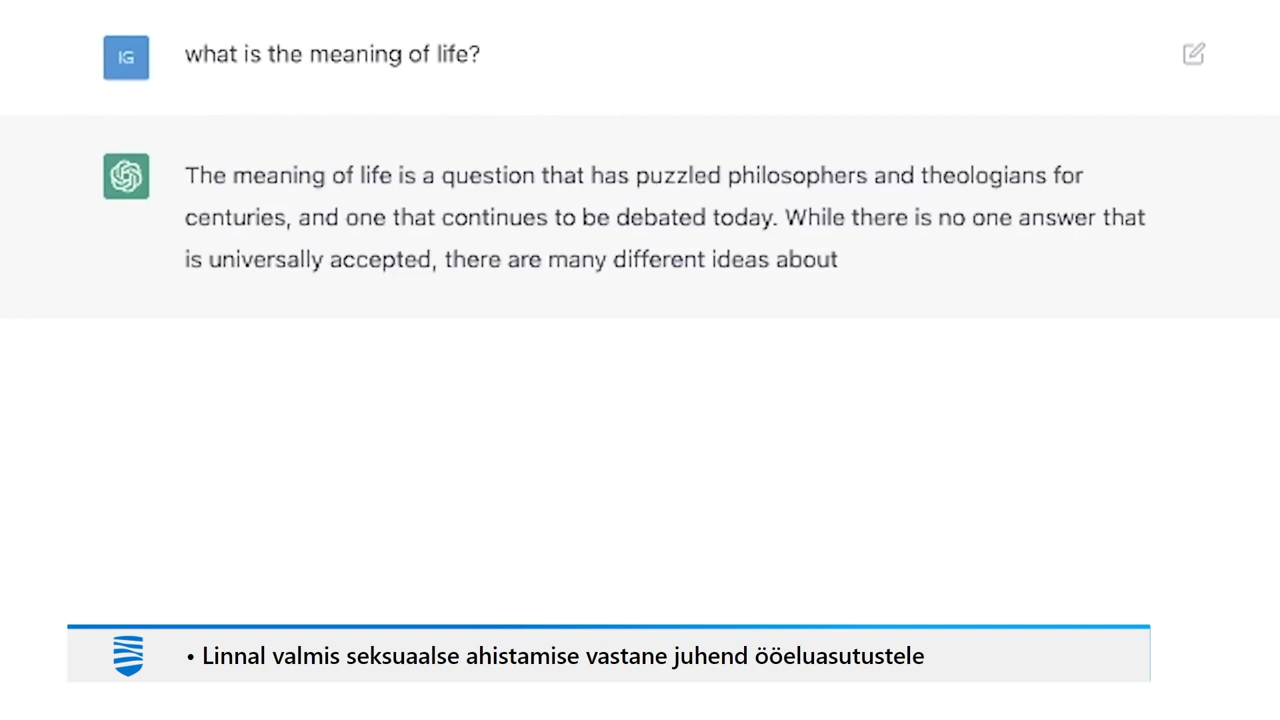 IG
what is the meaning of life?
The meaning of life is a question that has puzzled philosophers and theologians for
centuries, and one that continues to be debated today. While there is no one answer that
is universally accepted, there are many different ideas about
• Linnal valmis seksuaalse ahistamise vastane juhend ööeluasutustele